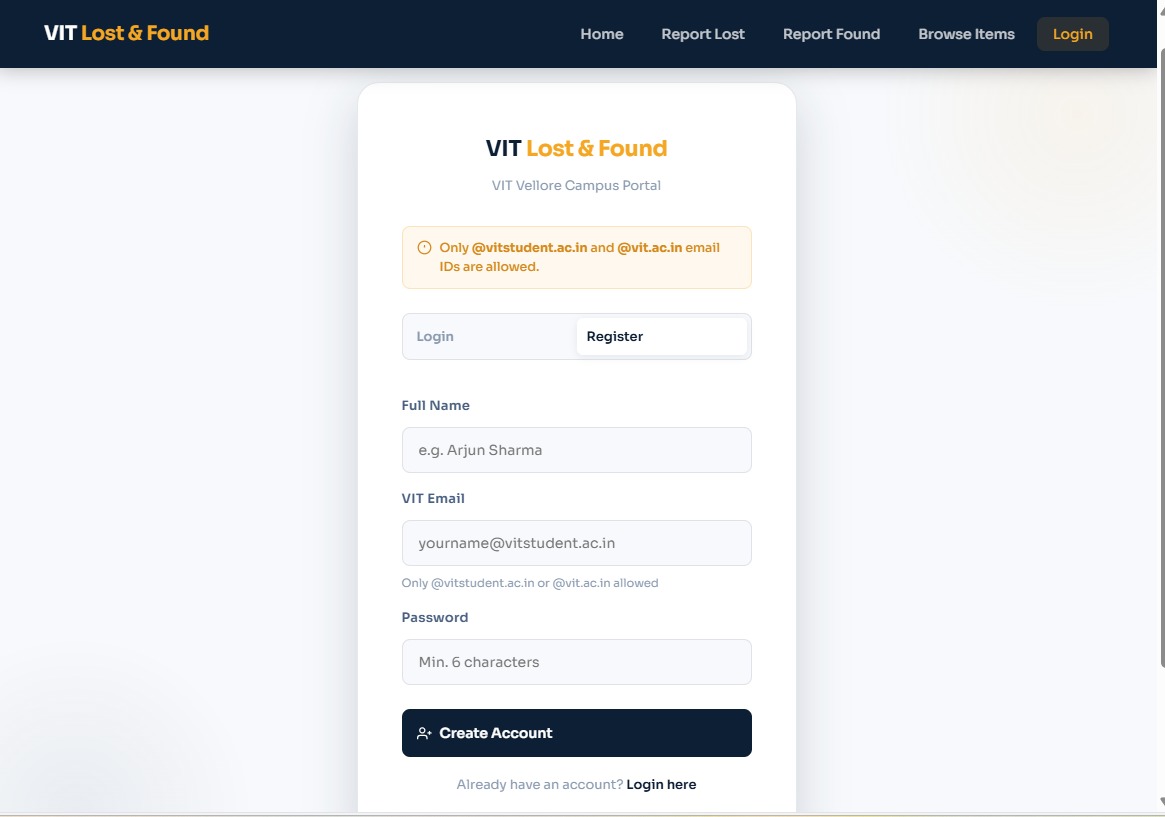 VIT Lost & Found
Home
Report Lost
Report Found
Browse Items
Login
VIT Lost & Found
VIT Vellore Campus Portal
Only @vitstudent.ac.in and @vit.ac.in email
IDs are allowed.
Login
Register
Full Name
e.g. Arjun Sharma
VIT Email
yourname@vitstudent.ac.in
Only @vitstudent.ac.in or @vit.ac.in allowed
Password
Min. 6 characters
Create Account
Already have an account? Login here